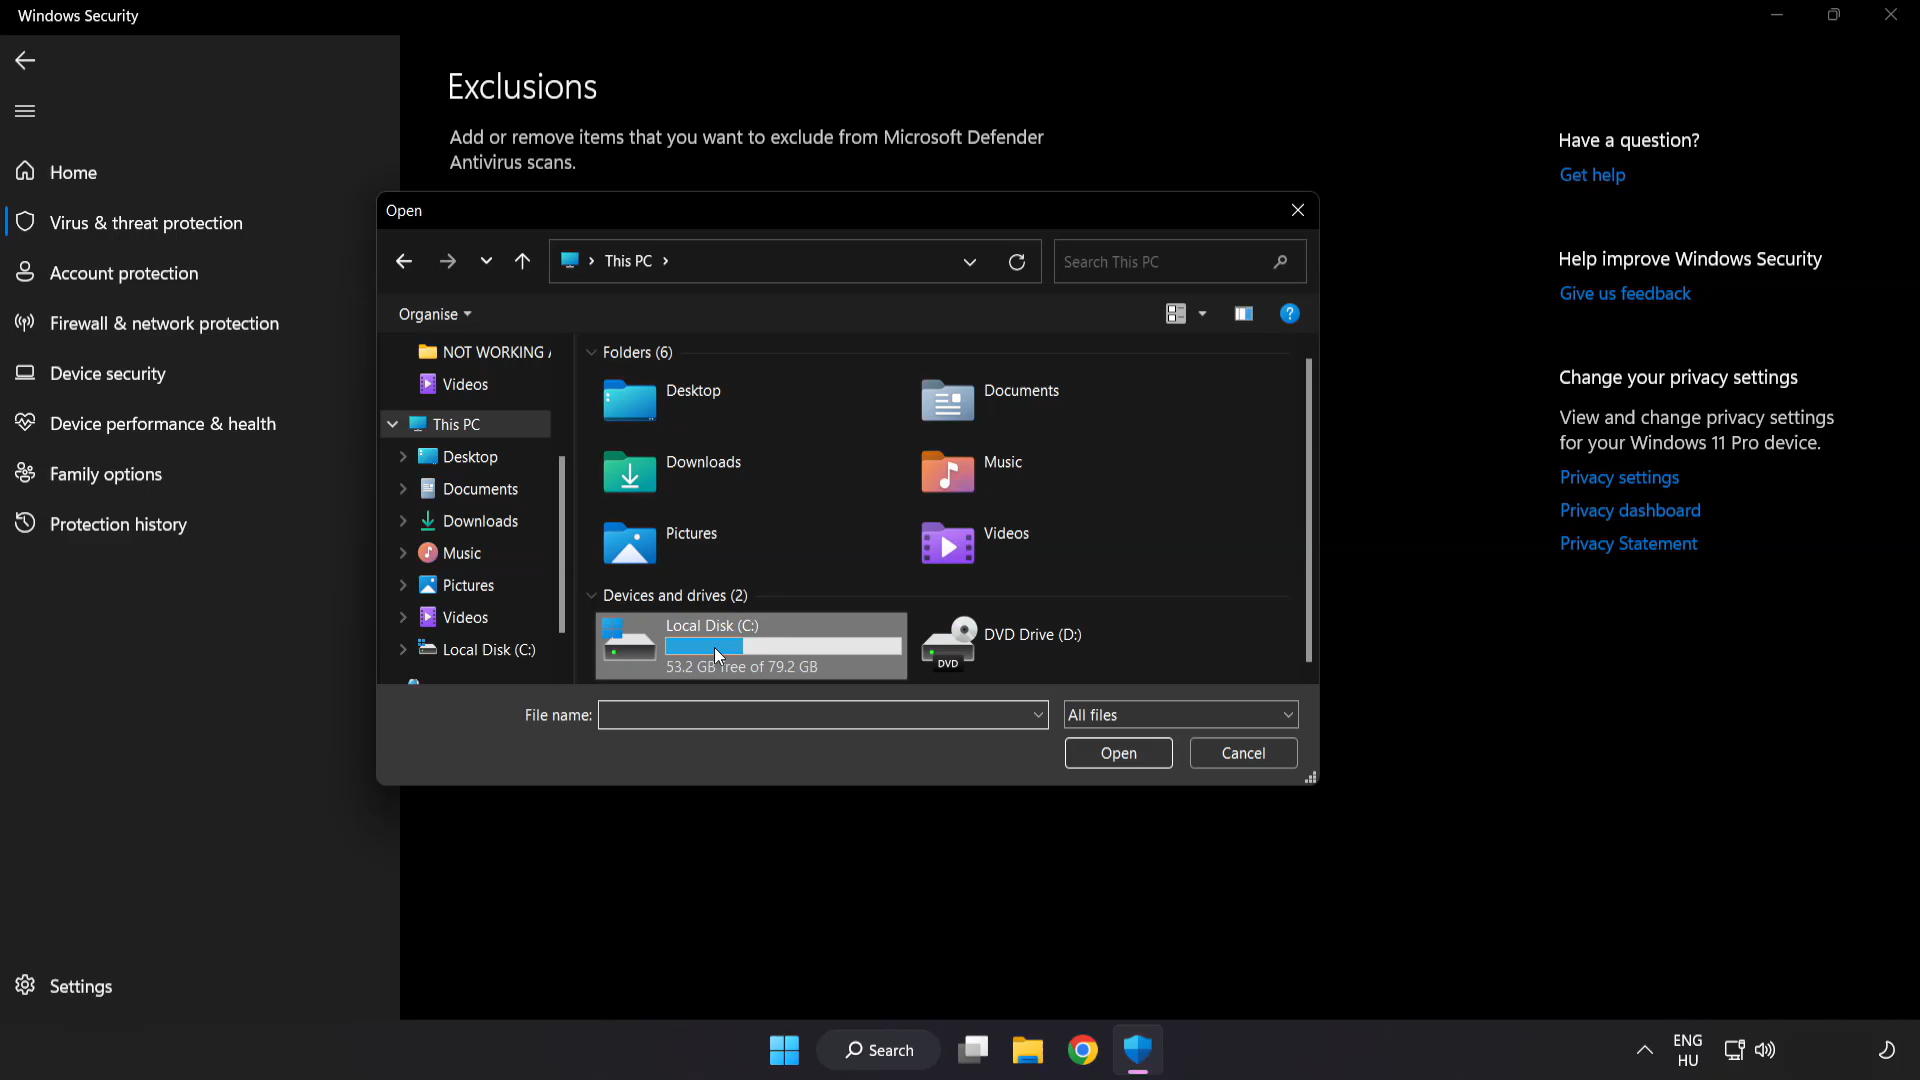 Windows Security
Exclusions
Add or remove items that you want to exclude from Microsoft Defender
Antivirus scans.
Home
Virus & threat protection
Account protection
Firewall & network protection
Device security
Device performance & health
Family options
Protection history
Settings
Have a question?
Get help
Help improve Windows Security
Give us feedback
Change your privacy settings
View and change privacy settings
for your Windows 11 Pro device.
Privacy settings
Privacy dashboard
Privacy Statement
Open
This PC
Search This PC
Organise
NOT WORKING
Videos
This PC
Desktop
Documents
Downloads
Music
Pictures
Videos
Local Disk (C:)
Folders (6)
Desktop
Documents
Downloads
Music
Pictures
Videos
Devices and drives (2)
Local Disk (C:)
53.2 GB free of 79.2 GB
DVD Drive (D:)
DVD
File name:
All files
Open
Cancel
Search
ENG
HU